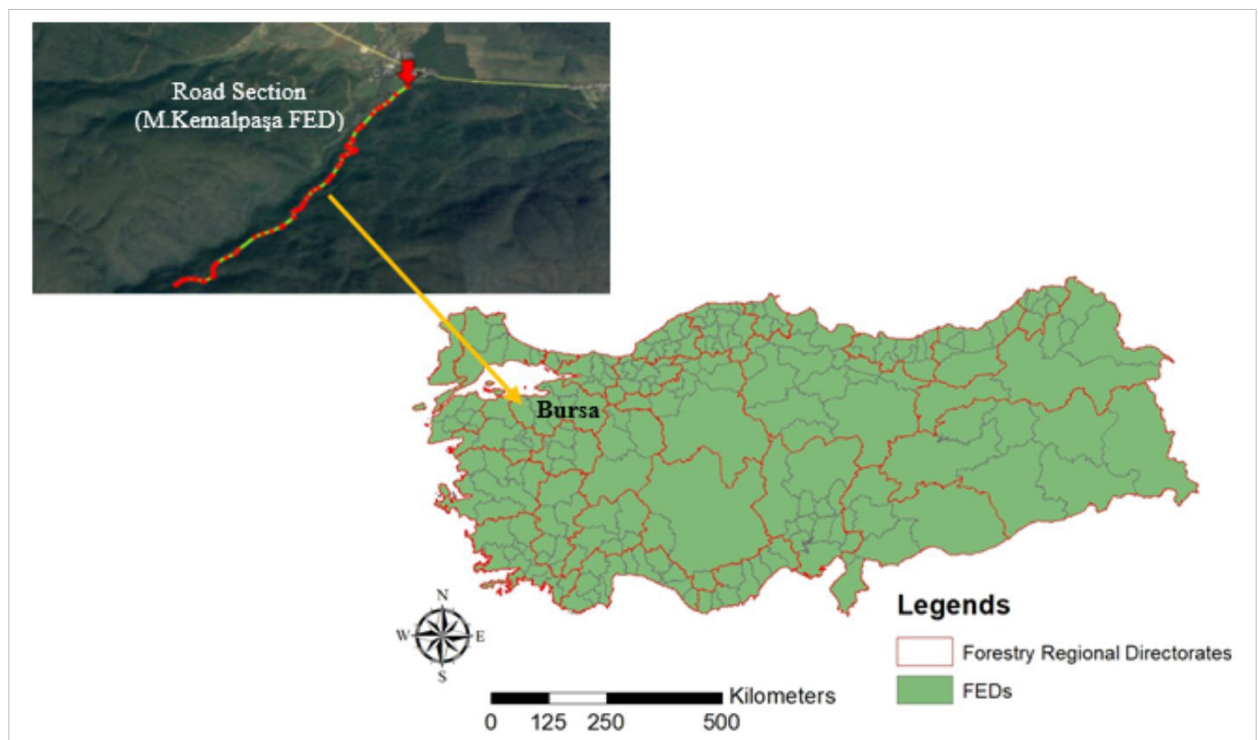 Road Section
(M.Kemalpaşa FED)
Bursa
N
W
E
S
Legends
Forestry Regional Directorates
FEDs
Kilometers
0 125 250 500